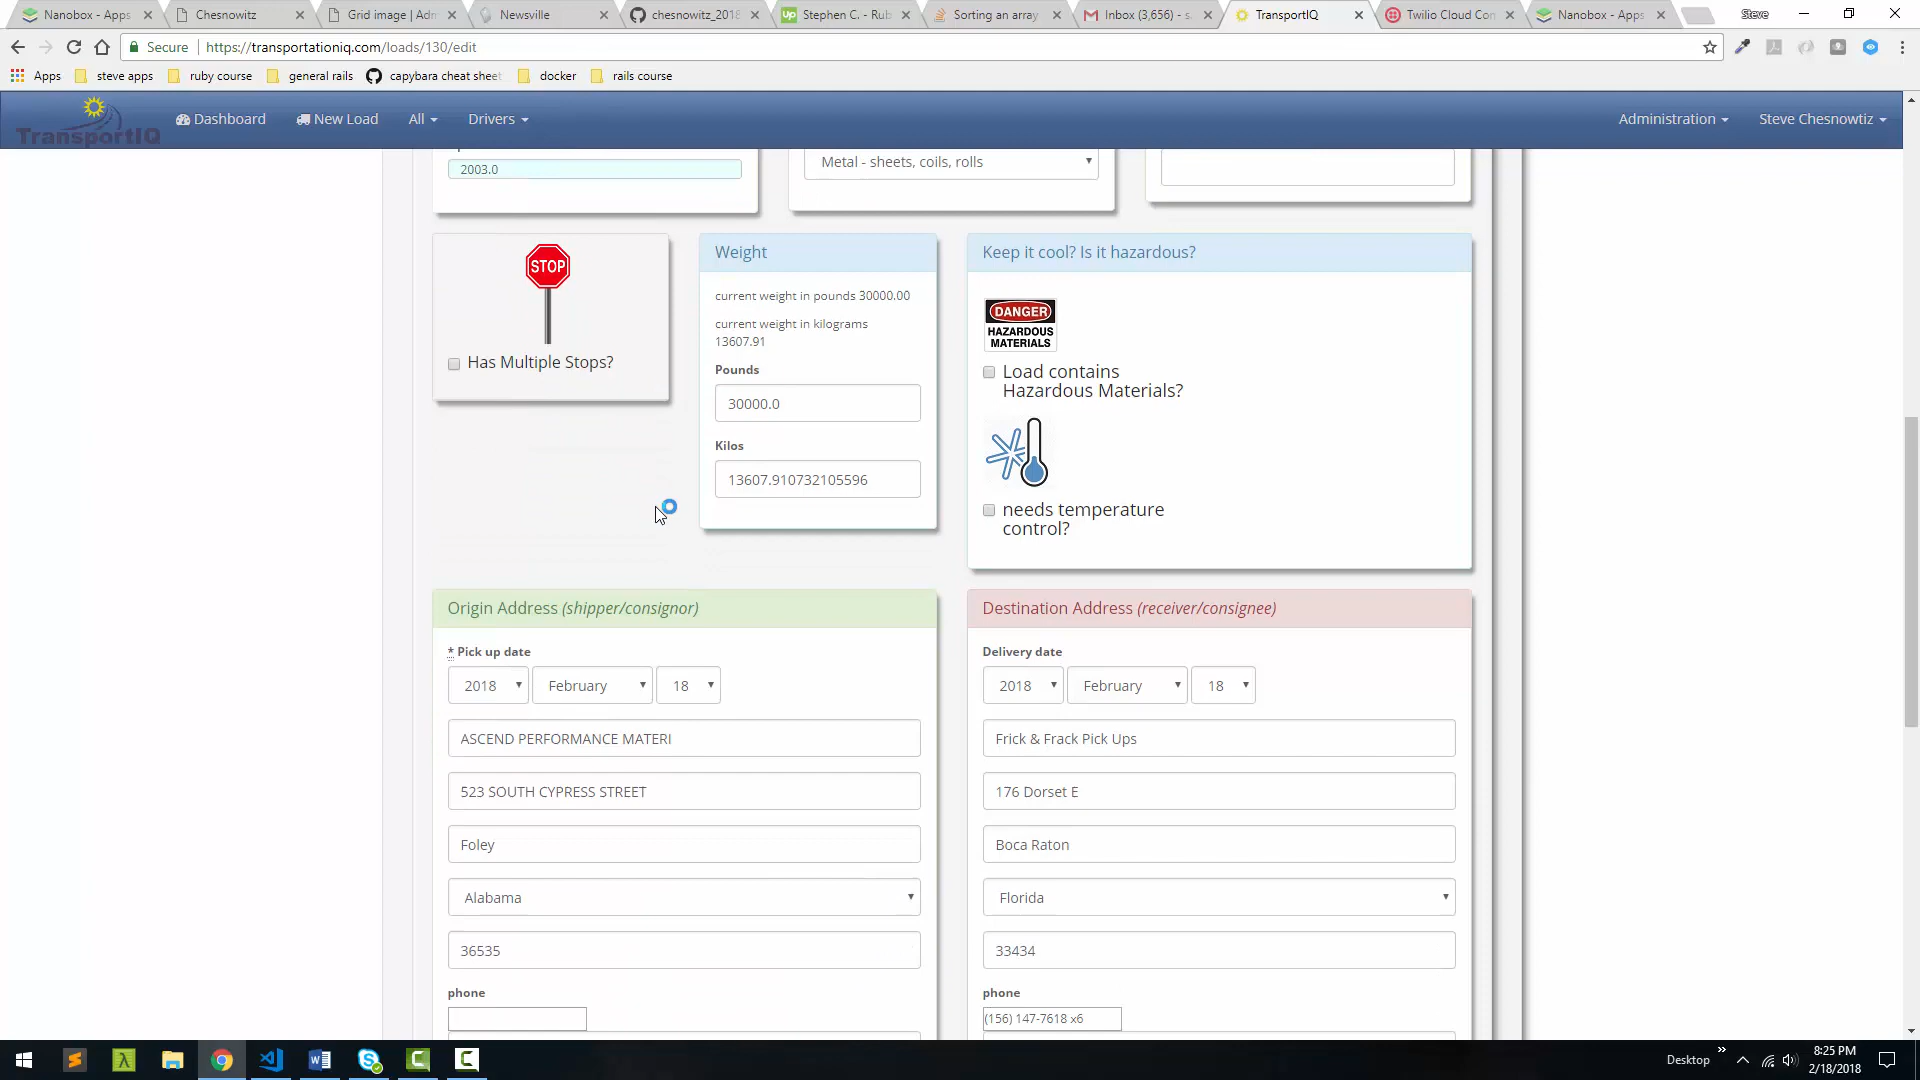 Nanobox - Apps
Chesnowitz
Grid image | Adm
Newsville
chesnowitz_2018
Stephen C. - Rub
Sorting an array
Inbox (3,656) - s
TransportIQ
Twilio Cloud Con
Nanobox - Apps
Steve
Secure
https://transportationiq.com/loads/130/edit
Apps
steve apps
ruby course
general rails
capybara cheat sheet
docker
rails course
TransportIQ
Dashboard
New Load
All
Drivers
Administration
Steve Chesnowtiz
2003.0
Metal - sheets, coils, rolls
STOP
Has Multiple Stops?
Weight
current weight in pounds 30000.00
current weight in kilograms
13607.91
Pounds
30000.0
Kilos
13607.910732105596
Keep it cool? Is it hazardous?
DANGER
HAZARDOUS
MATERIALS
Load contains
Hazardous Materials?
needs temperature
control?
Origin Address (shipper/consignor)
* Pick up date
2018
February
18
ASCEND PERFORMANCE MATERI
523 SOUTH CYPRESS STREET
Foley
Alabama
36535
phone
Destination Address (receiver/consignee)
Delivery date
2018
February
18
Frick & Frack Pick Ups
176 Dorset E
Boca Raton
Florida
33434
phone
(156) 147-7618 x6
Desktop
8:25 PM
2/18/2018